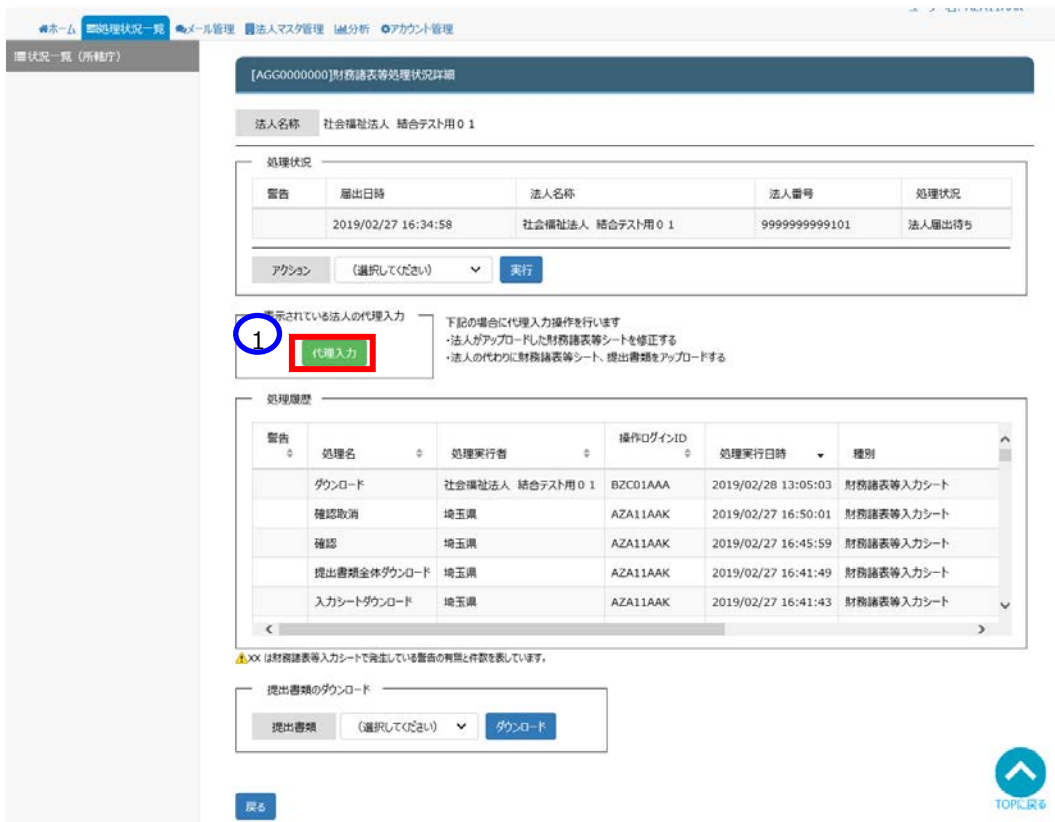 ホーム 処理状況一覧 メール管理 法人マスタ管理 分析 アカウント管理
状況一覧（所轄庁）
[AGG0000000]財務諸表等処理状況詳細
法人名称 社会福祉法人 結合テスト用０１
処理状況
警告 届出日時 法人名称 法人番号 処理状況
2019/02/27 16:34:58 社会福祉法人 結合テスト用０１ 9999999999101 法人届出待ち
アクション （選択してください） 実行
表示されている法人の代理入力
1
代理入力
下記の場合に代理入力操作を行います
・法人がアップロードした財務諸表等シートを修正する
・法人の代わりに財務諸表等シート、提出書類をアップロードする
処理履歴
警告 処理名 処理実行者 操作ログインID 処理実行日時 種別
ダウンロード 社会福祉法人 結合テスト用０１ BZC01AAA 2019/02/28 13:05:03 財務諸表等入力シート
確認取消 埼玉県 AZA11AAK 2019/02/27 16:50:01 財務諸表等入力シート
確認 埼玉県 AZA11AAK 2019/02/27 16:45:59 財務諸表等入力シート
提出書類全体ダウンロード 埼玉県 AZA11AAK 2019/02/27 16:41:49 財務諸表等入力シート
入力シートダウンロード 埼玉県 AZA11AAK 2019/02/27 16:41:43 財務諸表等入力シート
XX は財務諸表等入力シートで発生している警告の有無と件数を表しています。
提出書類のダウンロード
提出書類 （選択してください） ダウンロード
戻る
TOPに戻る